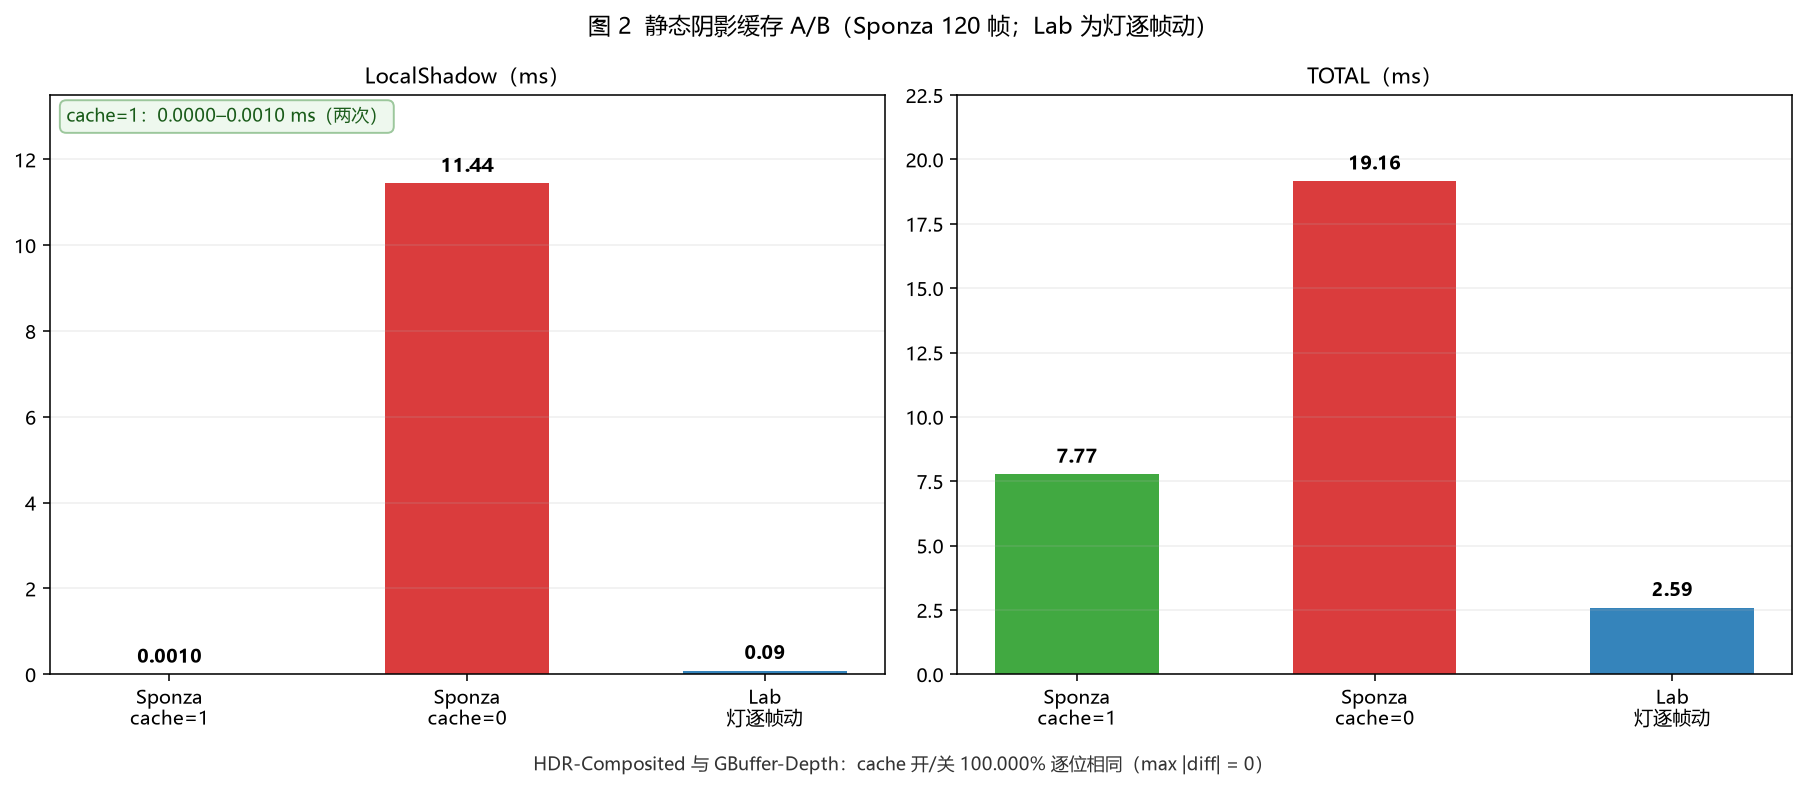 图 2  静态阴影缓存 A/B（Sponza 120 帧；Lab 为灯逐帧动）
LocalShadow（ms）
cache=1：0.0000–0.0010 ms（两次）
12
10
8
6
4
2
0
0.0010
11.44
0.09
Sponza
cache=1
Sponza
cache=0
Lab
灯逐帧动
TOTAL（ms）
22.5
20.0
17.5
15.0
12.5
10.0
7.5
5.0
2.5
0.0
7.77
19.16
2.59
Sponza
cache=1
Sponza
cache=0
Lab
灯逐帧动
HDR-Composited 与 GBuffer-Depth：cache 开/关 100.000% 逐位相同（max |diff| = 0）